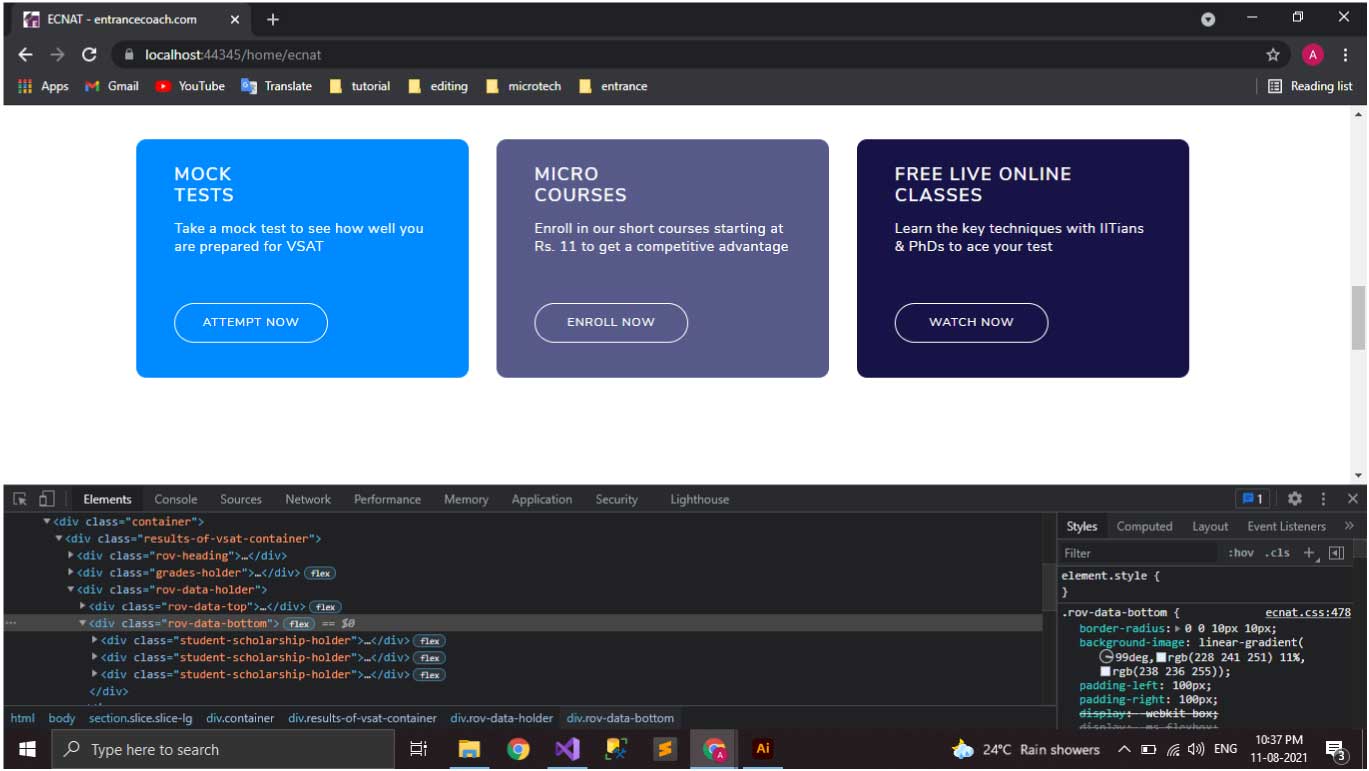 ECNAT - entrancecoach.com
localhost:44345/home/ecnat
A
Apps Gmail YouTube Translate tutorial editing microtech entrance Reading list
MOCK
TESTS
Take a mock test to see how well you
are prepared for VSAT
ATTEMPT NOW
MICRO
COURSES
Enroll in our short courses starting at
Rs. 11 to get a competitive advantage
ENROLL NOW
FREE LIVE ONLINE
CLASSES
Learn the key techniques with IITians
& PhDs to ace your test
WATCH NOW
Elements Console Sources Network Performance Memory Application Security Lighthouse 1
<div class="container">
<div class="results-of-vsat-container">
<div class="rov-heading">…</div>
<div class="grades-holder">…</div> flex
<div class="rov-data-holder">
<div class="rov-data-top">…</div> flex
<div class="rov-data-bottom"> flex == $0
<div class="student-scholarship-holder">…</div> flex
<div class="student-scholarship-holder">…</div> flex
<div class="student-scholarship-holder">…</div> flex
</div>
html body section.slice.slice-lg div.container div.results-of-vsat-container div.rov-data-holder div.rov-data-bottom
Styles Computed Layout Event Listeners »
Filter :hov .cls +
element.style {
}
.rov-data-bottom { ecnat.css:478
border-radius: 0 0 10px 10px;
background-image: linear-gradient(
99deg, rgb(228 241 251) 11%,
rgb(238 236 255));
padding-left: 100px;
padding-right: 100px;
display: -webkit-box;
display: -ms-flexbox;
Type here to search
Ai
24°C Rain showers ENG
10:37 PM
11-08-2021
3